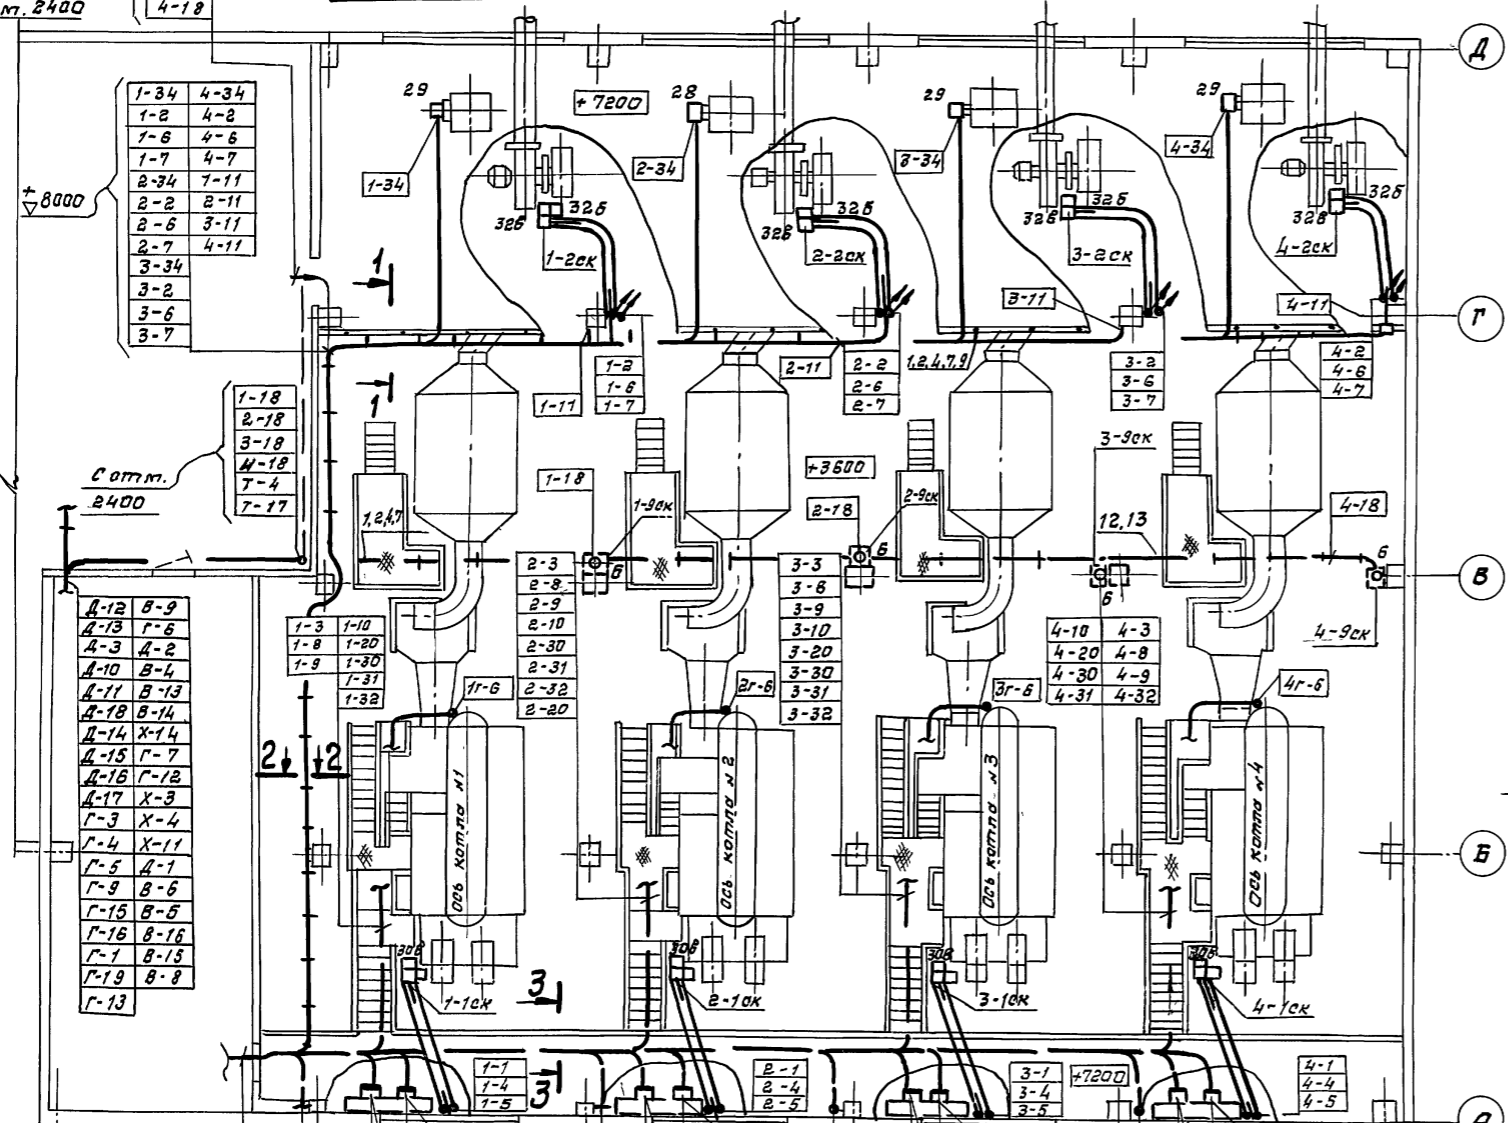 м. 2400
4-18
Д
1-34 4-34
1-2 4-2
1-6 4-6
1-7 4-7
2-34 1-11
2-2 2-11
2-6 3-11
2-7 4-11
3-34
3-2
3-6
3-7
+ 8000
29
+7200
28
29
29
1-34
2-34
3-34
4-34
32б
32б
32б
32б
32в
32в
32в
32в
1-2ск
2-2ск
3-2ск
4-2ск
1
3-11
4-11
Г
1
1-11
1-2
1-6
1-7
2-11
2-2
2-6
2-7
1,2,4,7,9
3-2
3-6
3-7
4-2
4-6
4-7
1-18
2-18
3-18
4-18
Т-4
Т-17
С отм.
2400
1-18
+3600
3-9ск
1,2,4,7
1-9ск
2-18
2-9ск
12,13
4-18
б
б
б
б
В
2-3
2-8
2-9
2-10
2-30
2-31
2-32
2-20
3-3
3-6
3-9
3-10
3-20
3-30
3-31
3-32
Д-12 В-9
Д-13 Г-6
Д-3 Д-2
Д-10 В-4
Д-11 В-13
Д-18 В-14
Д-14 Х-14
Д-15 Г-7
Д-16 Г-12
Д-17 Х-3
Г-3 Х-4
Г-4 Х-11
Г-5 Д-1
Г-9 В-6
Г-15 В-5
Г-16 В-16
Г-1 В-15
Г-19 В-8
Г-13
1-3 1-10
1-8 1-20
1-9 1-30
1-31
1-32
4-10 4-3
4-20 4-8
4-30 4-9
4-31 4-32
4-9ск
1г-6
2г-6
3г-6
4г-6
2 2
Ось котла №1
Ось котла №2
Ось котла №3
Ось котла №4
Б
30в
30в
30в
30в
1-1ск
3
2-1ск
3-1ск
4-1ск
1-1
1-4
1-5
3
2-1
2-4
2-5
3-1
3-4
3-5
+7200
4-1
4-4
4-5